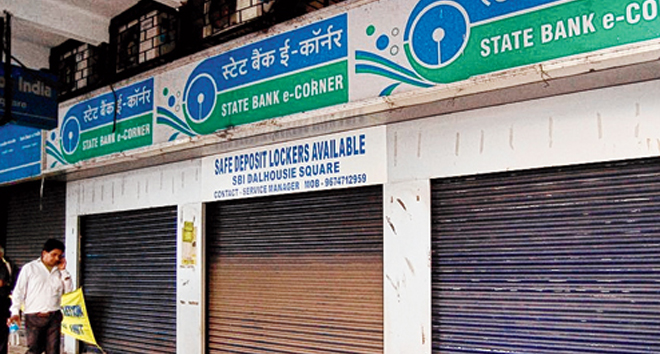 India
स्टेट बैंक ई-कॉर्नर
STATE BANK e-CORNER
स्टेट बैंक ई-कॉर्नर
STATE BANK e-CORNER
STATE BANK e-CO
SAFE DEPOSIT LOCKERS AVAILABLE
SBI DALHOUSIE SQUARE
CONTACT - SERVICE MANAGER MOB - 9674712959